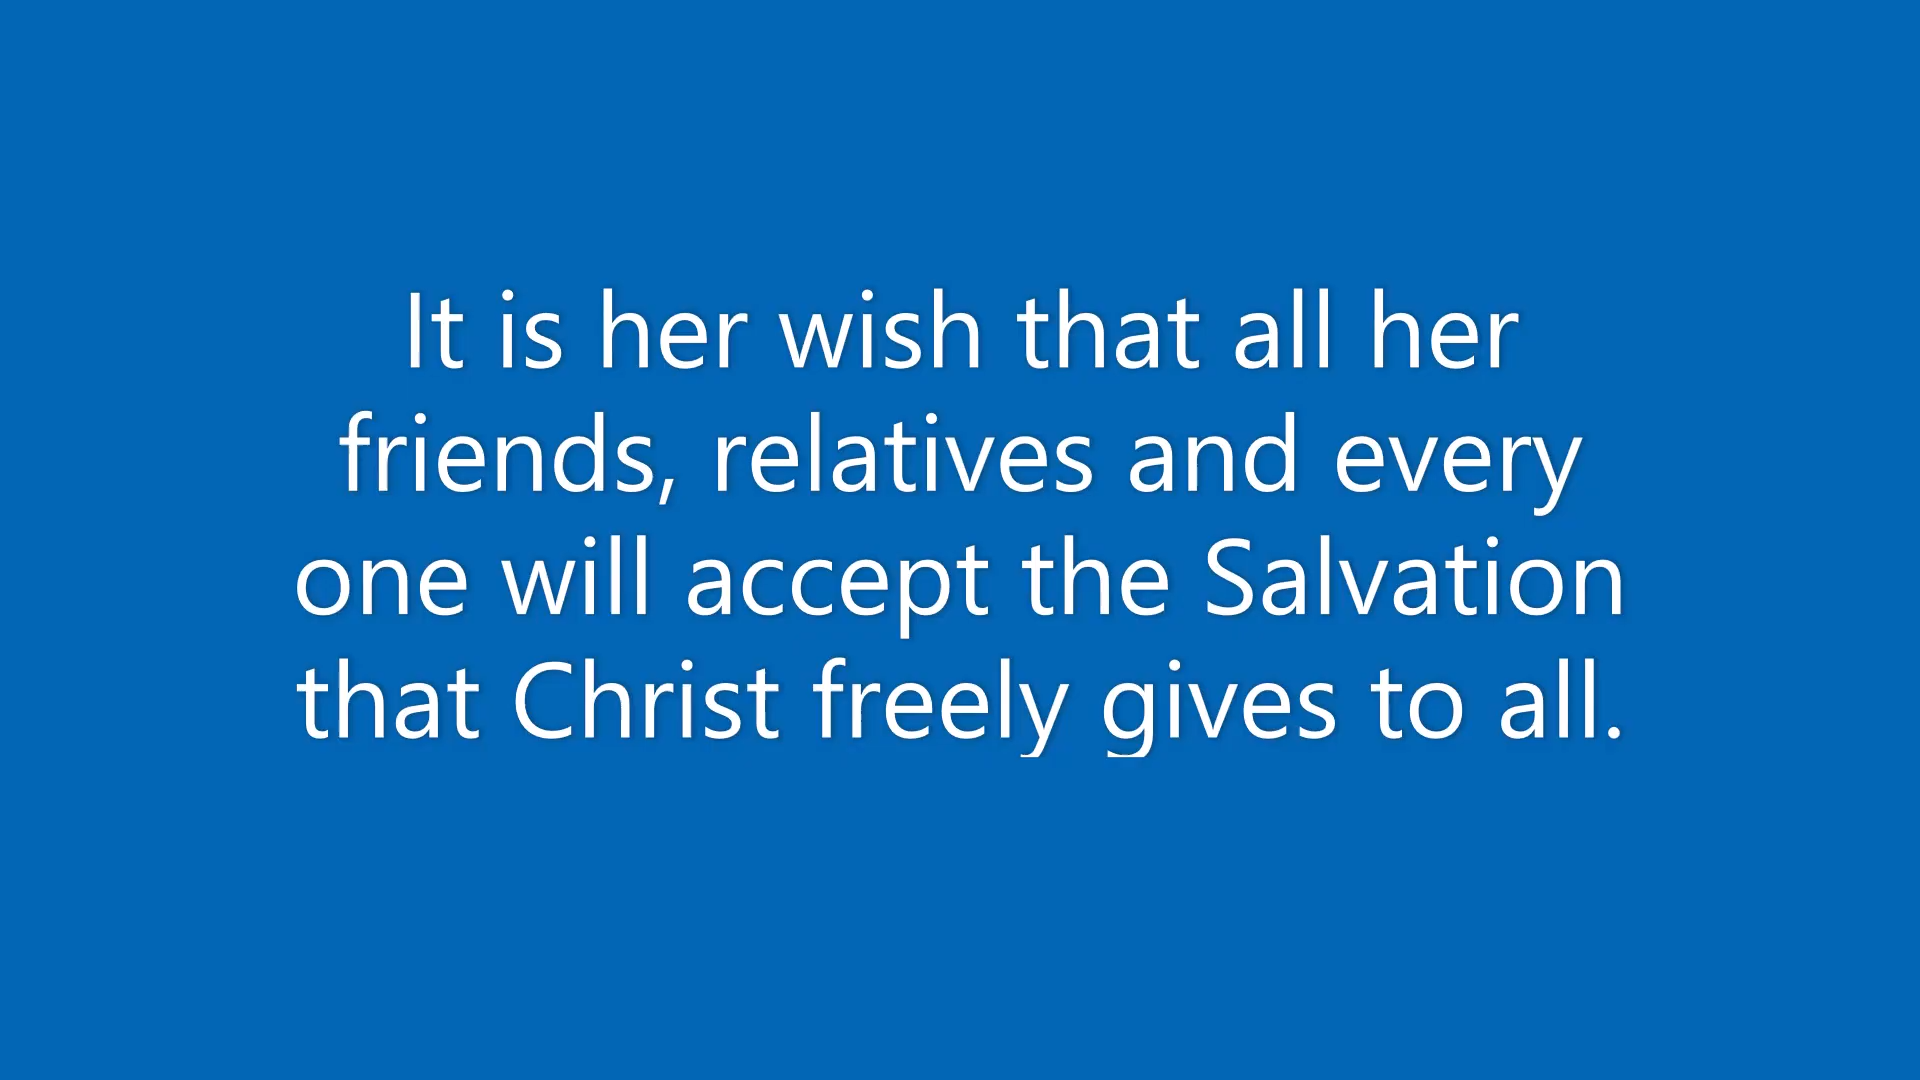 It is her wish that all her
friends, relatives and every
one will accept the Salvation
that Christ freely gives to all.